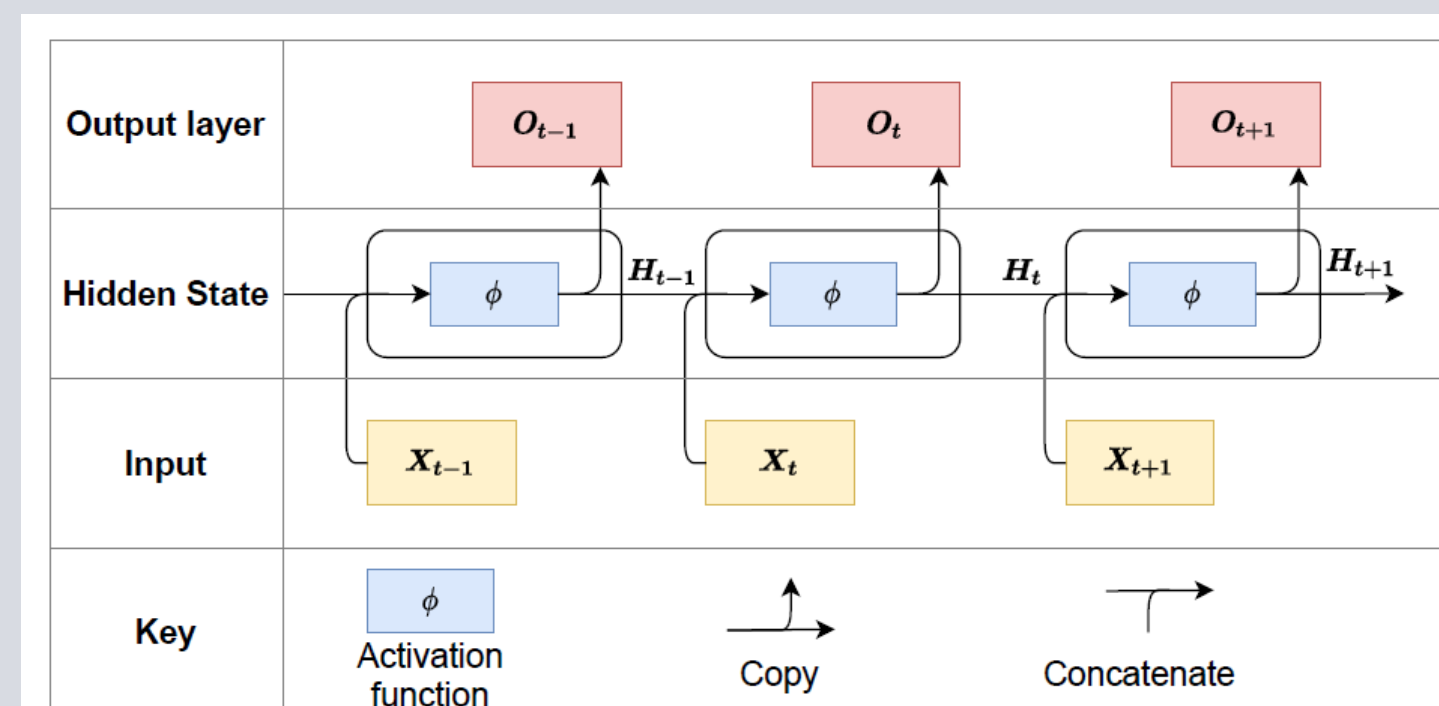 Output layer
O_{t−1}
O_t
O_{t+1}
Hidden State
ϕ
H_{t−1}
ϕ
H_t
ϕ
H_{t+1}
Input
X_{t−1}
X_t
X_{t+1}
Key
ϕ
Activation
function
Copy
Concatenate